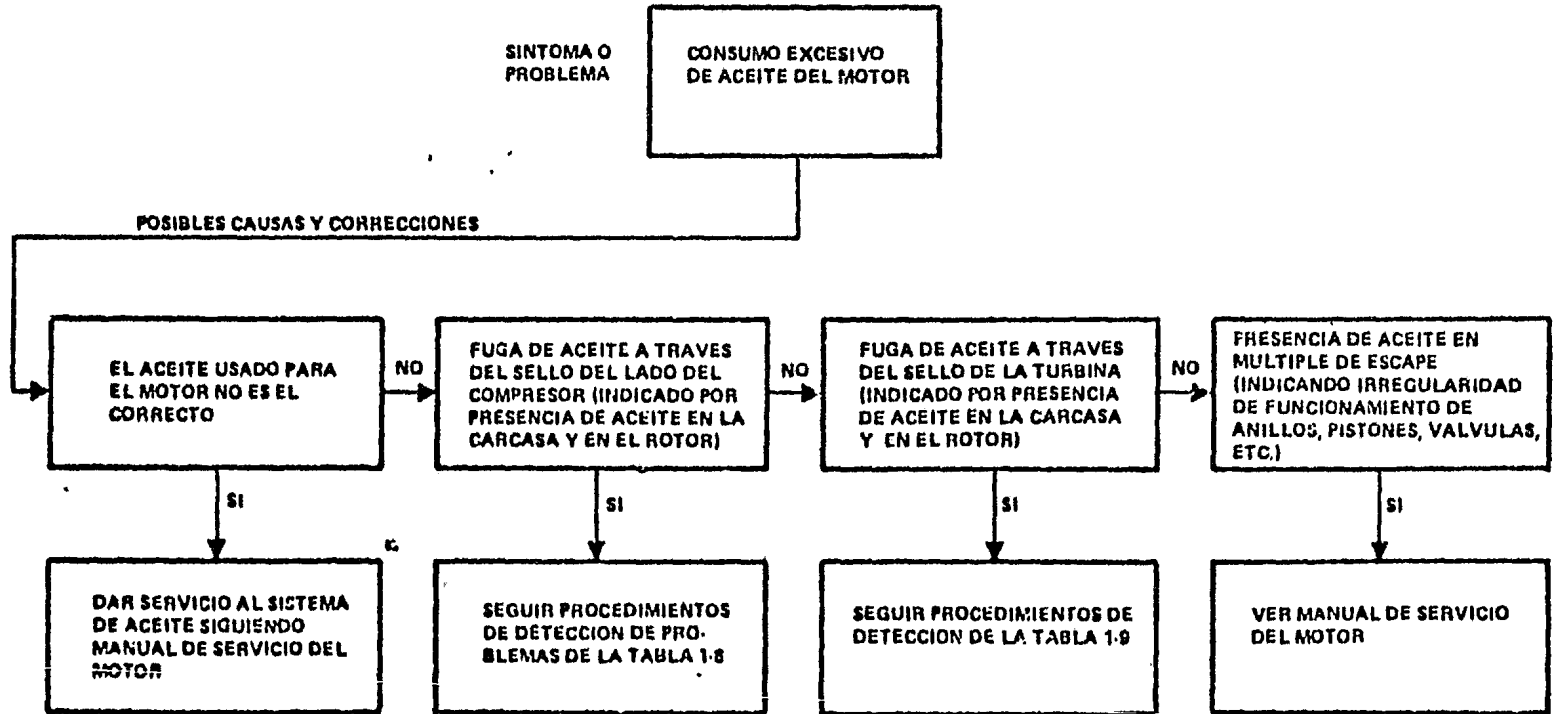 SINTOMA O
PROBLEMA
CONSUMO EXCESIVO
DE ACEITE DEL MOTOR
POSIBLES CAUSAS Y CORRECCIONES
EL ACEITE USADO PARA
EL MOTOR NO ES EL
CORRECTO
NO
FUGA DE ACEITE A TRAVES
DEL SELLO DEL LADO DEL
COMPRESOR (INDICADO POR
PRESENCIA DE ACEITE EN LA
CARCASA Y EN EL ROTOR)
NO
FUGA DE ACEITE A TRAVES
DEL SELLO DE LA TURBINA
(INDICADO POR PRESENCIA
DE ACEITE EN LA CARCASA
Y EN EL ROTOR)
NO
PRESENCIA DE ACEITE EN
MULTIPLE DE ESCAPE
(INDICANDO IRREGULARIDAD
DE FUNCIONAMIENTO DE
ANILLOS, PISTONES, VALVULAS,
ETC.)
SI
SI
SI
SI
DAR SERVICIO AL SISTEMA
DE ACEITE SIGUIENDO
MANUAL DE SERVICIO DEL
MOTOR
SEGUIR PROCEDIMIENTOS
DE DETECCION DE PRO-
BLEMAS DE LA TABLA
SEGUIR PROCEDIMIENTOS DE
DETECCION DE LA TABLA 1-9
VER MANUAL DE SERVICIO
DEL MOTOR